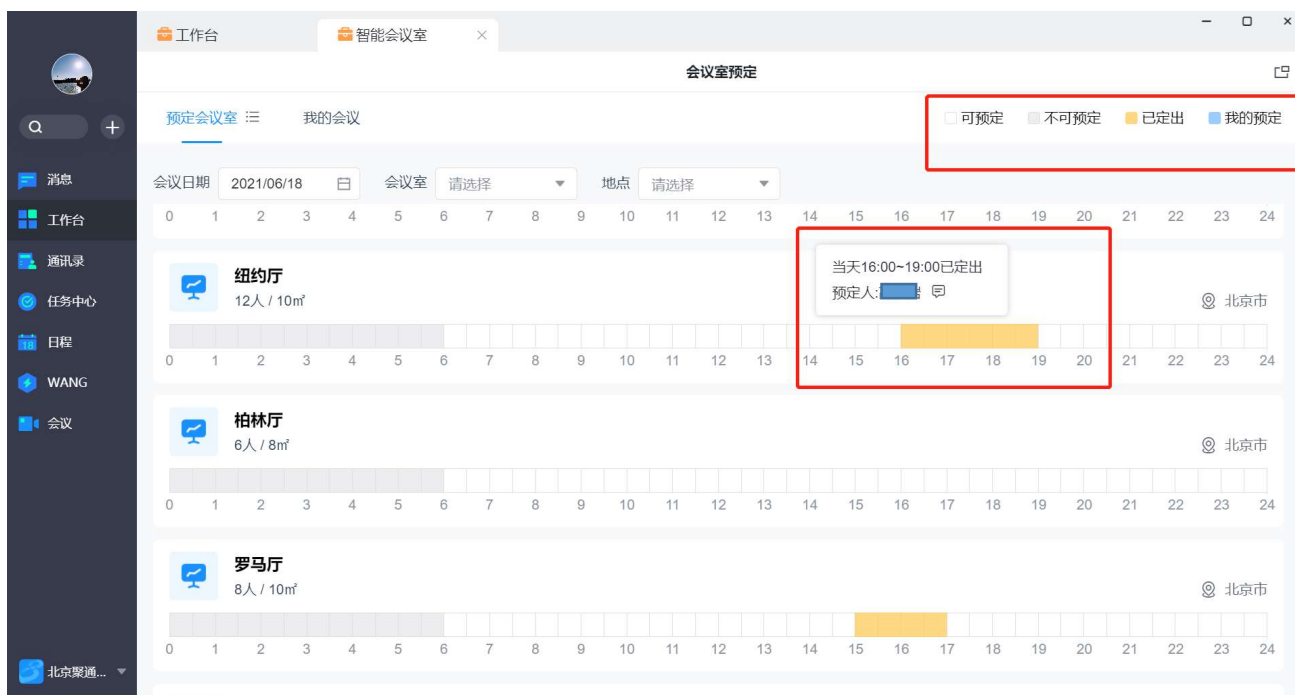 工作台
智能会议室
会议室预定
预定会议室
我的会议
可预定
不可预定
已定出
我的预定
消息
工作台
通讯录
任务中心
18
日程
WANG
会议
北京聚通...
会议日期
2021/06/18
会议室
请选择
地点
请选择
0 1 2 3 4 5 6 7 8 9 10 11 12 13 14 15 16 17 18 19 20 21 22 23 24
纽约厅
12人 / 10㎡
当天16:00~19:00已定出
预定人:
北京市
0 1 2 3 4 5 6 7 8 9 10 11 12 13 14 15 16 17 18 19 20 21 22 23 24
柏林厅
6人 / 8㎡
北京市
0 1 2 3 4 5 6 7 8 9 10 11 12 13 14 15 16 17 18 19 20 21 22 23 24
罗马厅
8人 / 10㎡
北京市
0 1 2 3 4 5 6 7 8 9 10 11 12 13 14 15 16 17 18 19 20 21 22 23 24